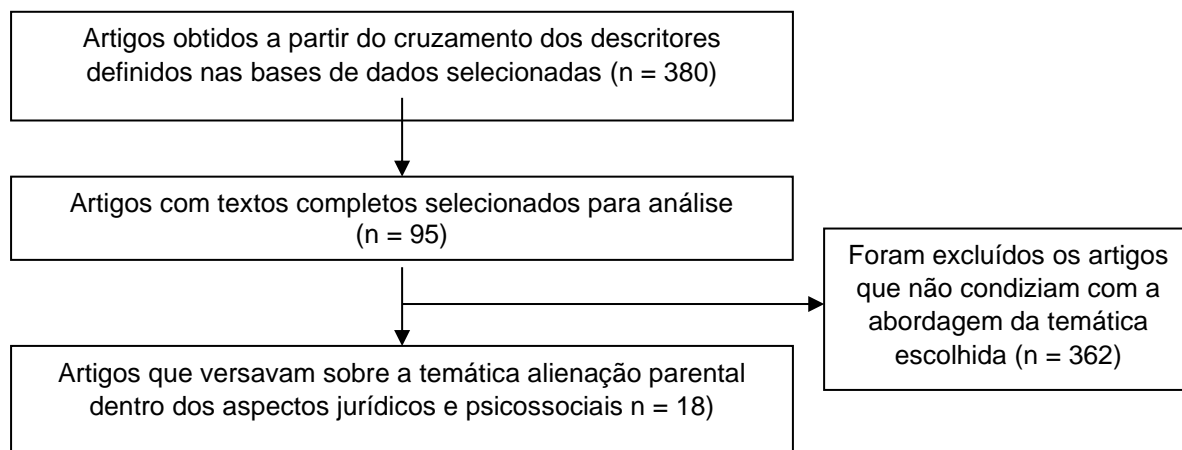 Artigos obtidos a partir do cruzamento dos descritores
definidos nas bases de dados selecionadas (n = 380)
Artigos com textos completos selecionados para análise
(n = 95)
Foram excluídos os artigos
que não condiziam com a
abordagem da temática
escolhida (n = 362)
Artigos que versavam sobre a temática alienação parental
dentro dos aspectos jurídicos e psicossociais n = 18)